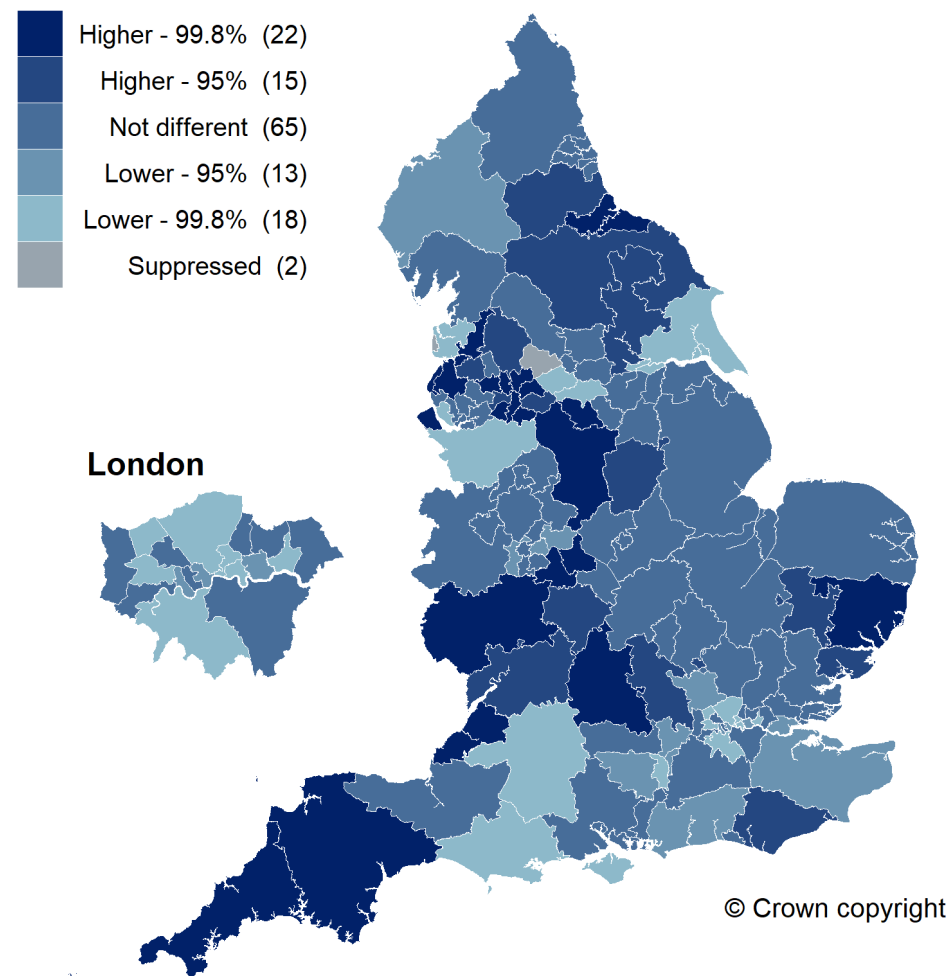 Higher - 99.8% (22)
Higher - 95% (15)
Not different (65)
Lower - 95% (13)
Lower - 99.8% (18)
Suppressed (2)
London
© Crown copyright